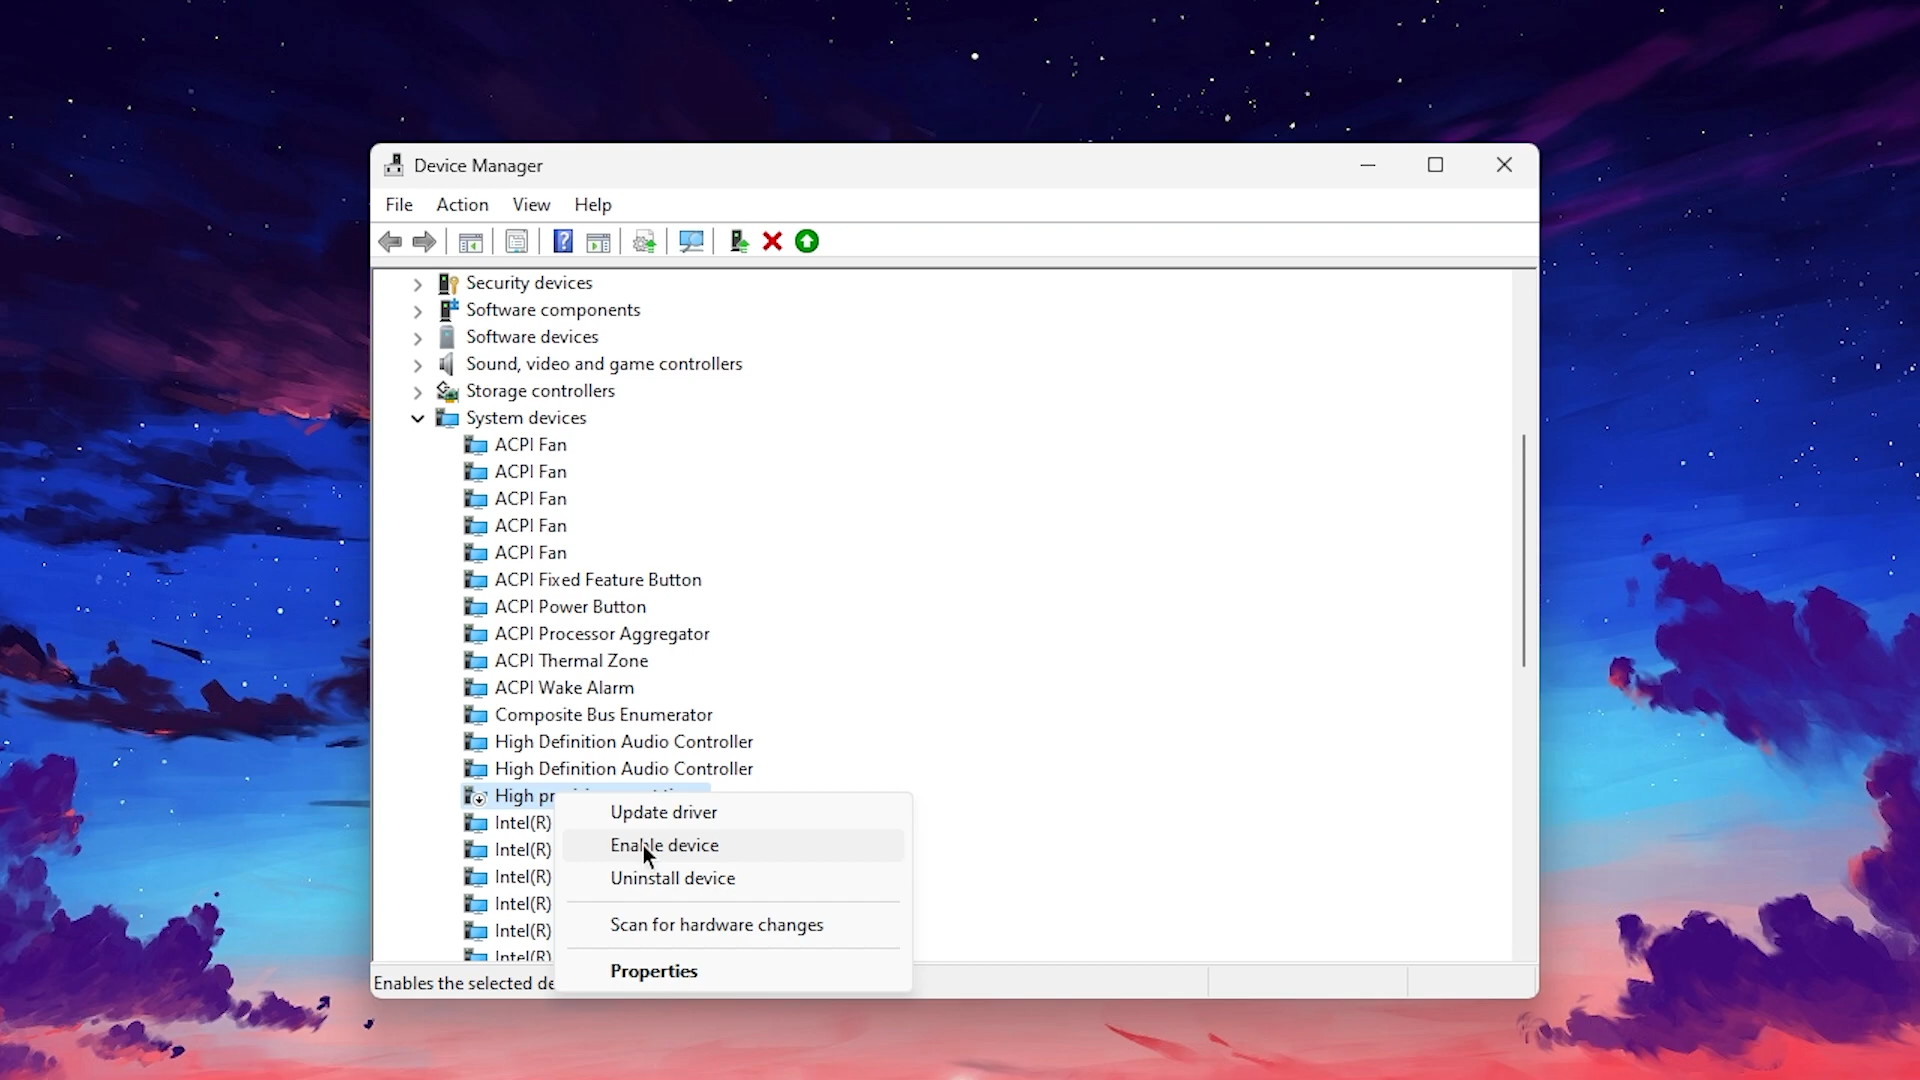 Device Manager
File Action View Help
Security devices
Software components
Software devices
Sound, video and game controllers
Storage controllers
System devices
ACPI Fan
ACPI Fan
ACPI Fan
ACPI Fan
ACPI Fan
ACPI Fixed Feature Button
ACPI Power Button
ACPI Processor Aggregator
ACPI Thermal Zone
ACPI Wake Alarm
Composite Bus Enumerator
High Definition Audio Controller
High Definition Audio Controller
High
Intel(R)
Intel(R)
Intel(R)
Intel(R)
Intel(R)
Intel(R)
Update driver
Enable device
Uninstall device
Scan for hardware changes
Properties
Enables the selected